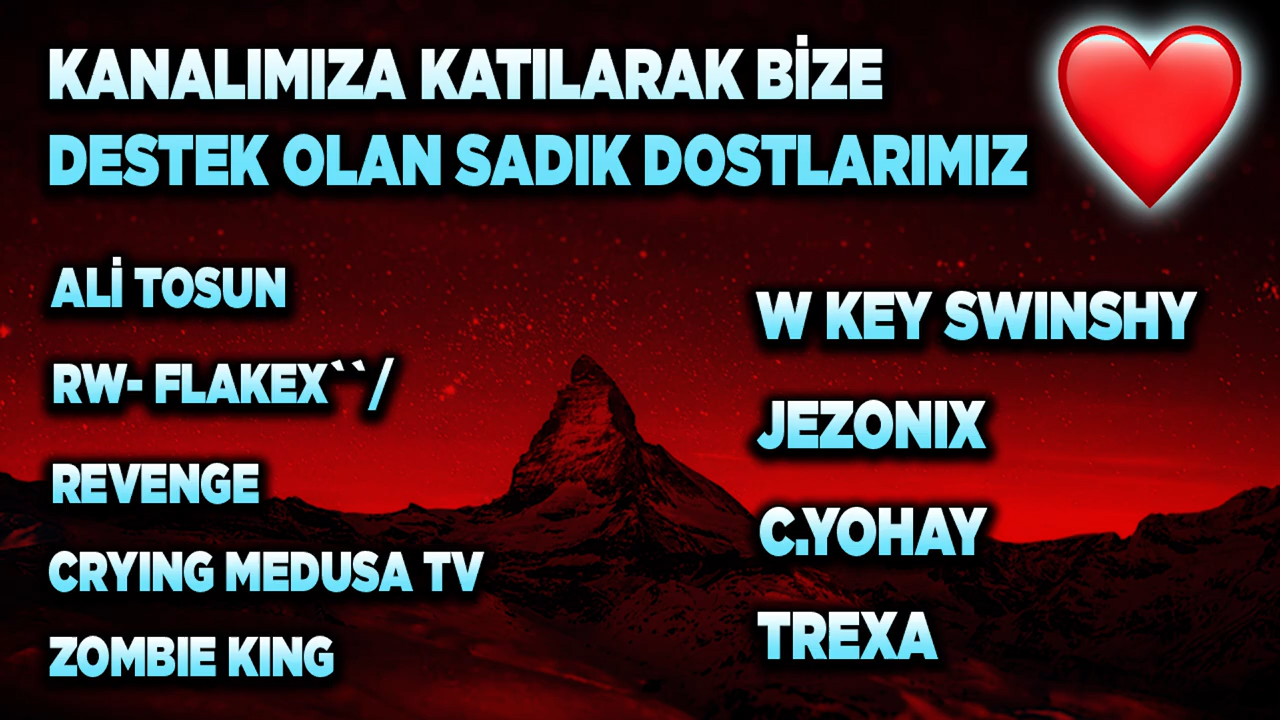 KANALIMIZA KATILARAK BİZE
DESTEK OLAN SADIK DOSTLARIMIZ
ALİ TOSUN
RW- FLAKEX``/
REVENGE
CRYING MEDUSA TV
ZOMBIE KING
W KEY SWINSHY
JEZONIX
C.YOHAY
TREXA